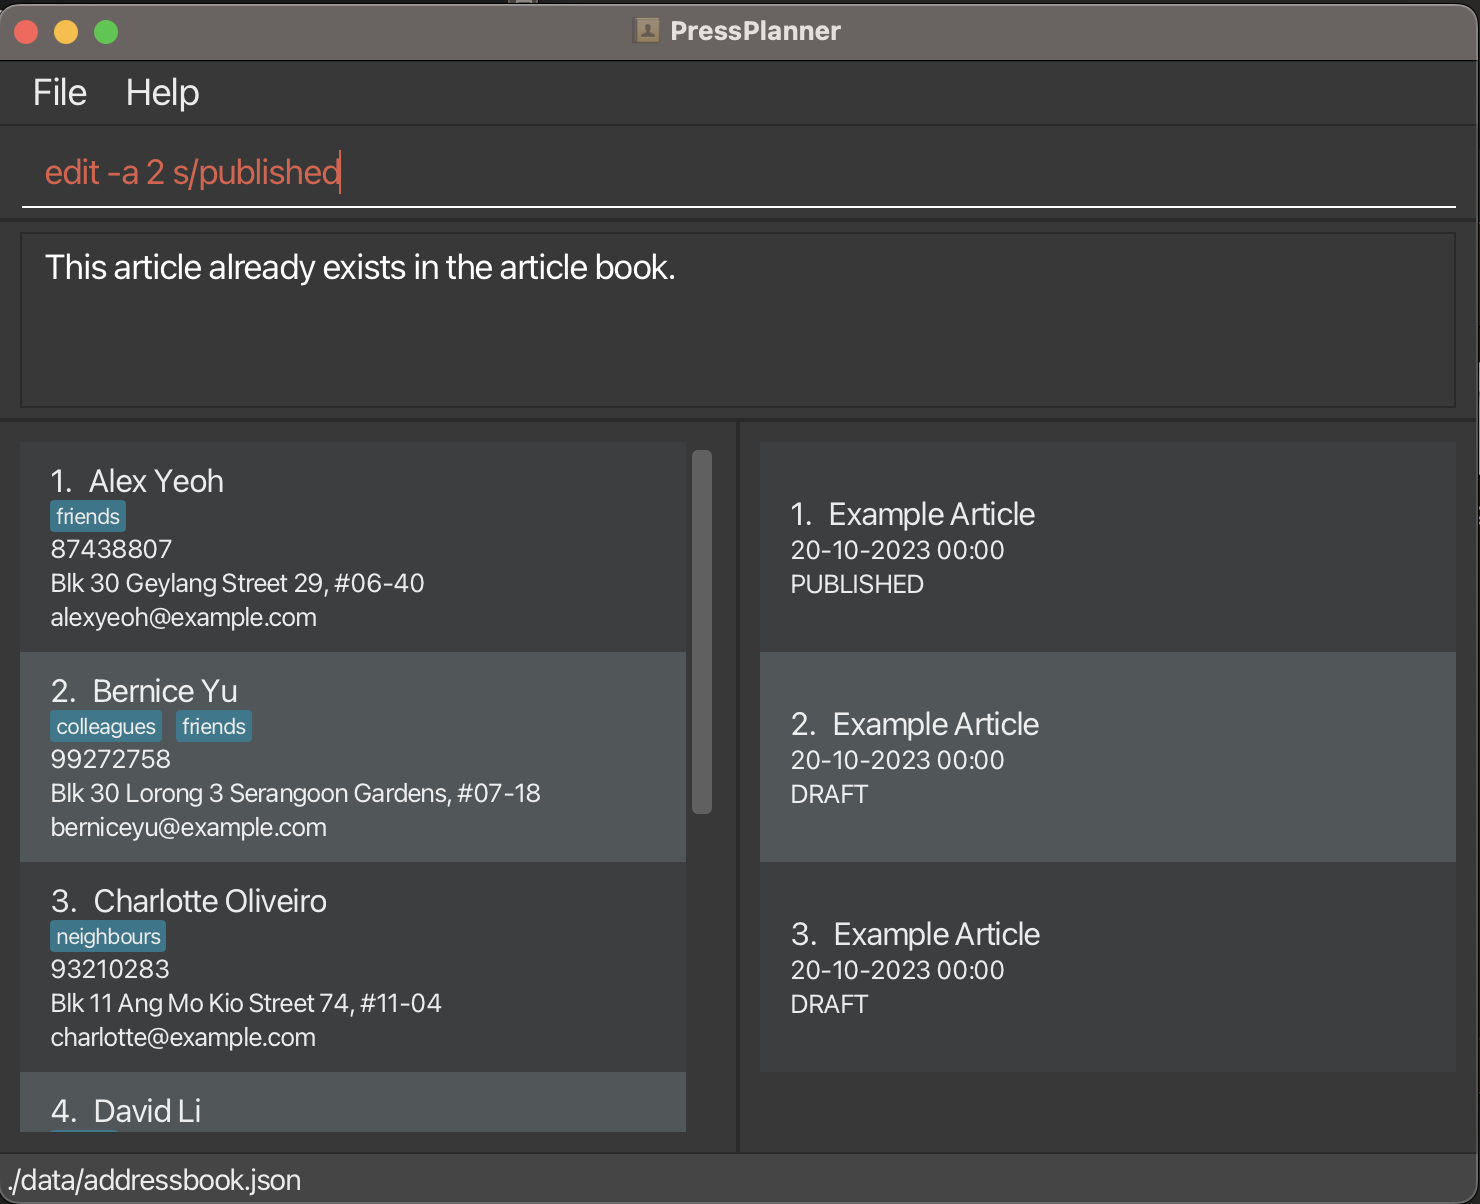 PressPlanner
File Help
edit -a 2 s/published
This article already exists in the article book.
1. Alex Yeoh
friends
87438807
Blk 30 Geylang Street 29, #06-40
alexyeoh@example.com
2. Bernice Yu
colleagues friends
99272758
Blk 30 Lorong 3 Serangoon Gardens, #07-18
berniceyu@example.com
3. Charlotte Oliveiro
neighbours
93210283
Blk 11 Ang Mo Kio Street 74, #11-04
charlotte@example.com
4. David Li
1. Example Article
20-10-2023 00:00
PUBLISHED
2. Example Article
20-10-2023 00:00
DRAFT
3. Example Article
20-10-2023 00:00
DRAFT
./data/addressbook.json